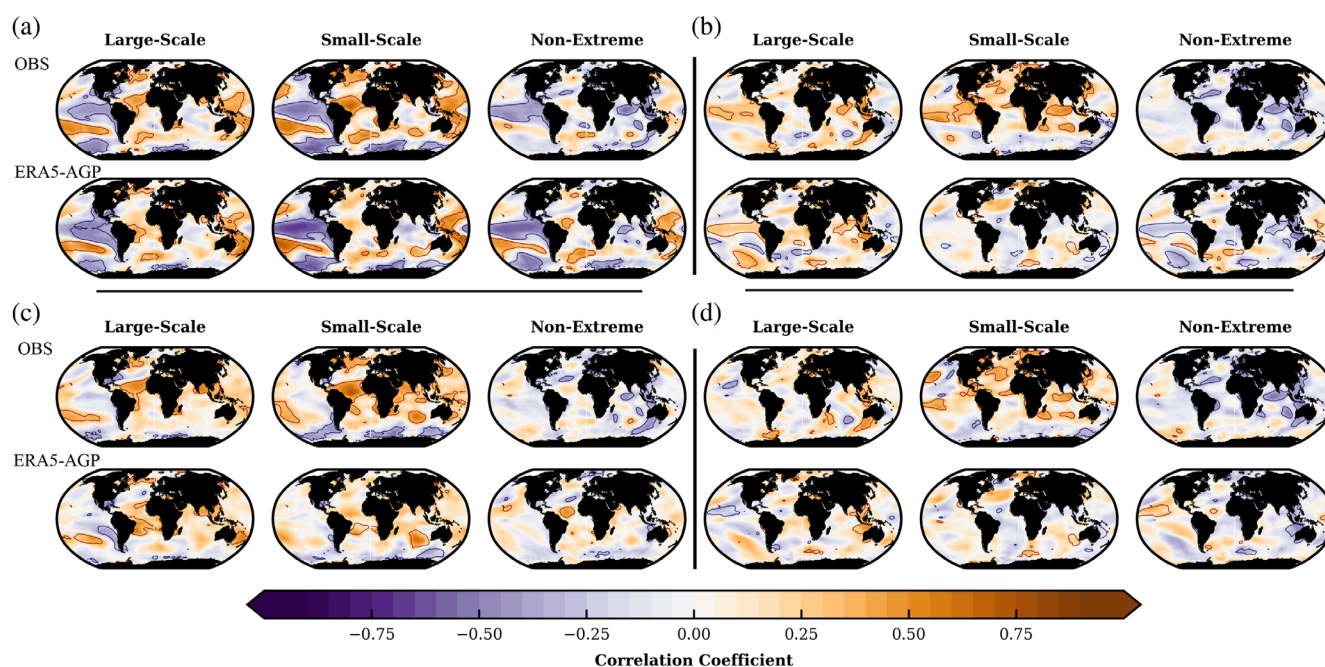 (a)
(b)
Large-Scale Small-Scale Non-Extreme Large-Scale Small-Scale Non-Extreme
OBS
ERA5-AGP
(c)
(d)
Large-Scale Small-Scale Non-Extreme Large-Scale Small-Scale Non-Extreme
OBS
ERA5-AGP
−0.75 −0.50 −0.25 0.00 0.25 0.50 0.75
Correlation Coefficient